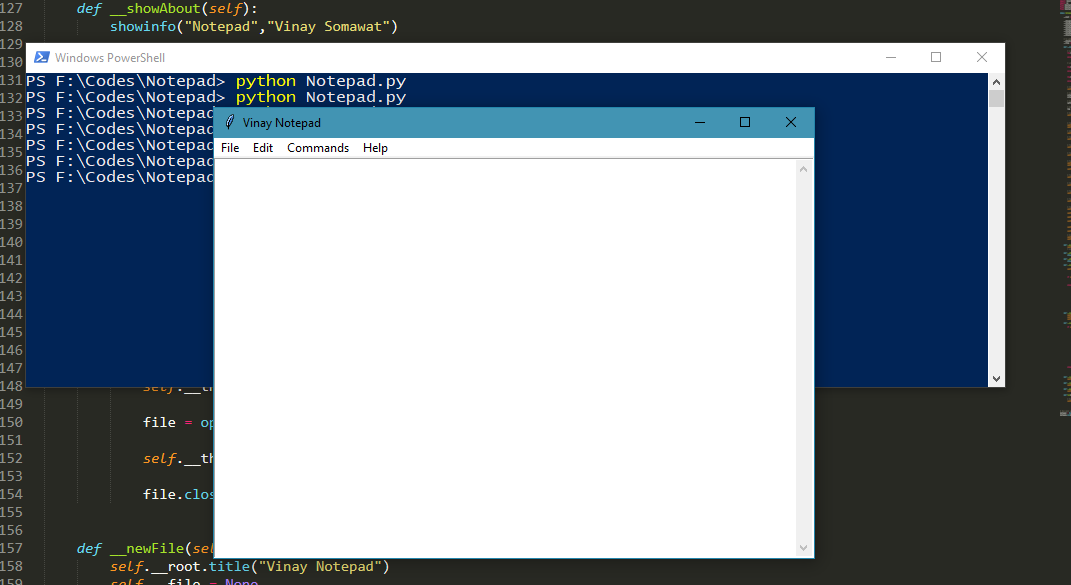 127 def __showAbout(self):
128 showinfo("Notepad","Vinay Somawat")
129
Windows PowerShell
130
131 PS F:\Codes\Notepad> python Notepad.py
132 PS F:\Codes\Notepad> python Notepad.py
133 PS F:\Codes\Notepad
134 PS F:\Codes\Notepad
135 PS F:\Codes\Notepad
136 PS F:\Codes\Notepad
137 PS F:\Codes\Notepad
Vinay Notepad
File Edit Commands Help
138
139
140
141
142
143
144
145
146
147
148 self.__th
149
150 file = op
151
152 self.__th
153
154 file.clos
155
156
157 def __newFile(sel
158 self.__root.title("Vinay Notepad")
159 self.__file = None